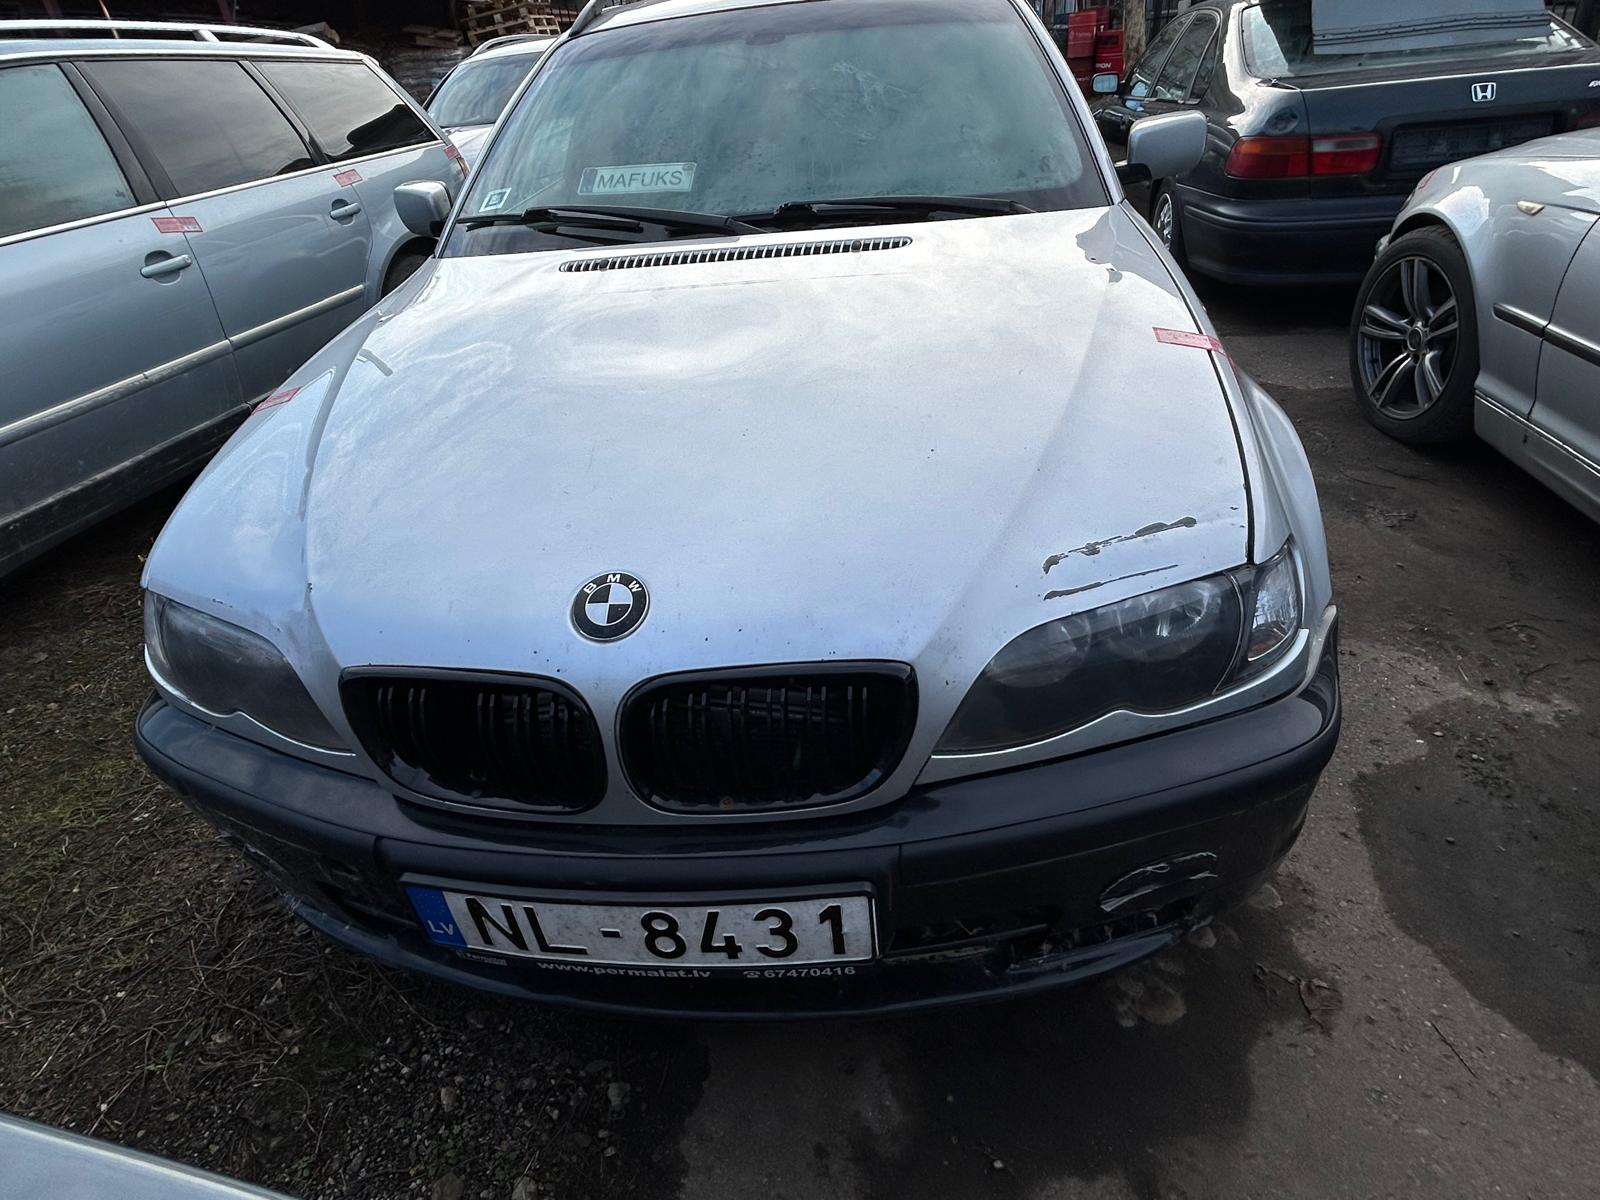 MAFUKS
BMW
LV NL-8431
www.permalat.lv ☎67470416